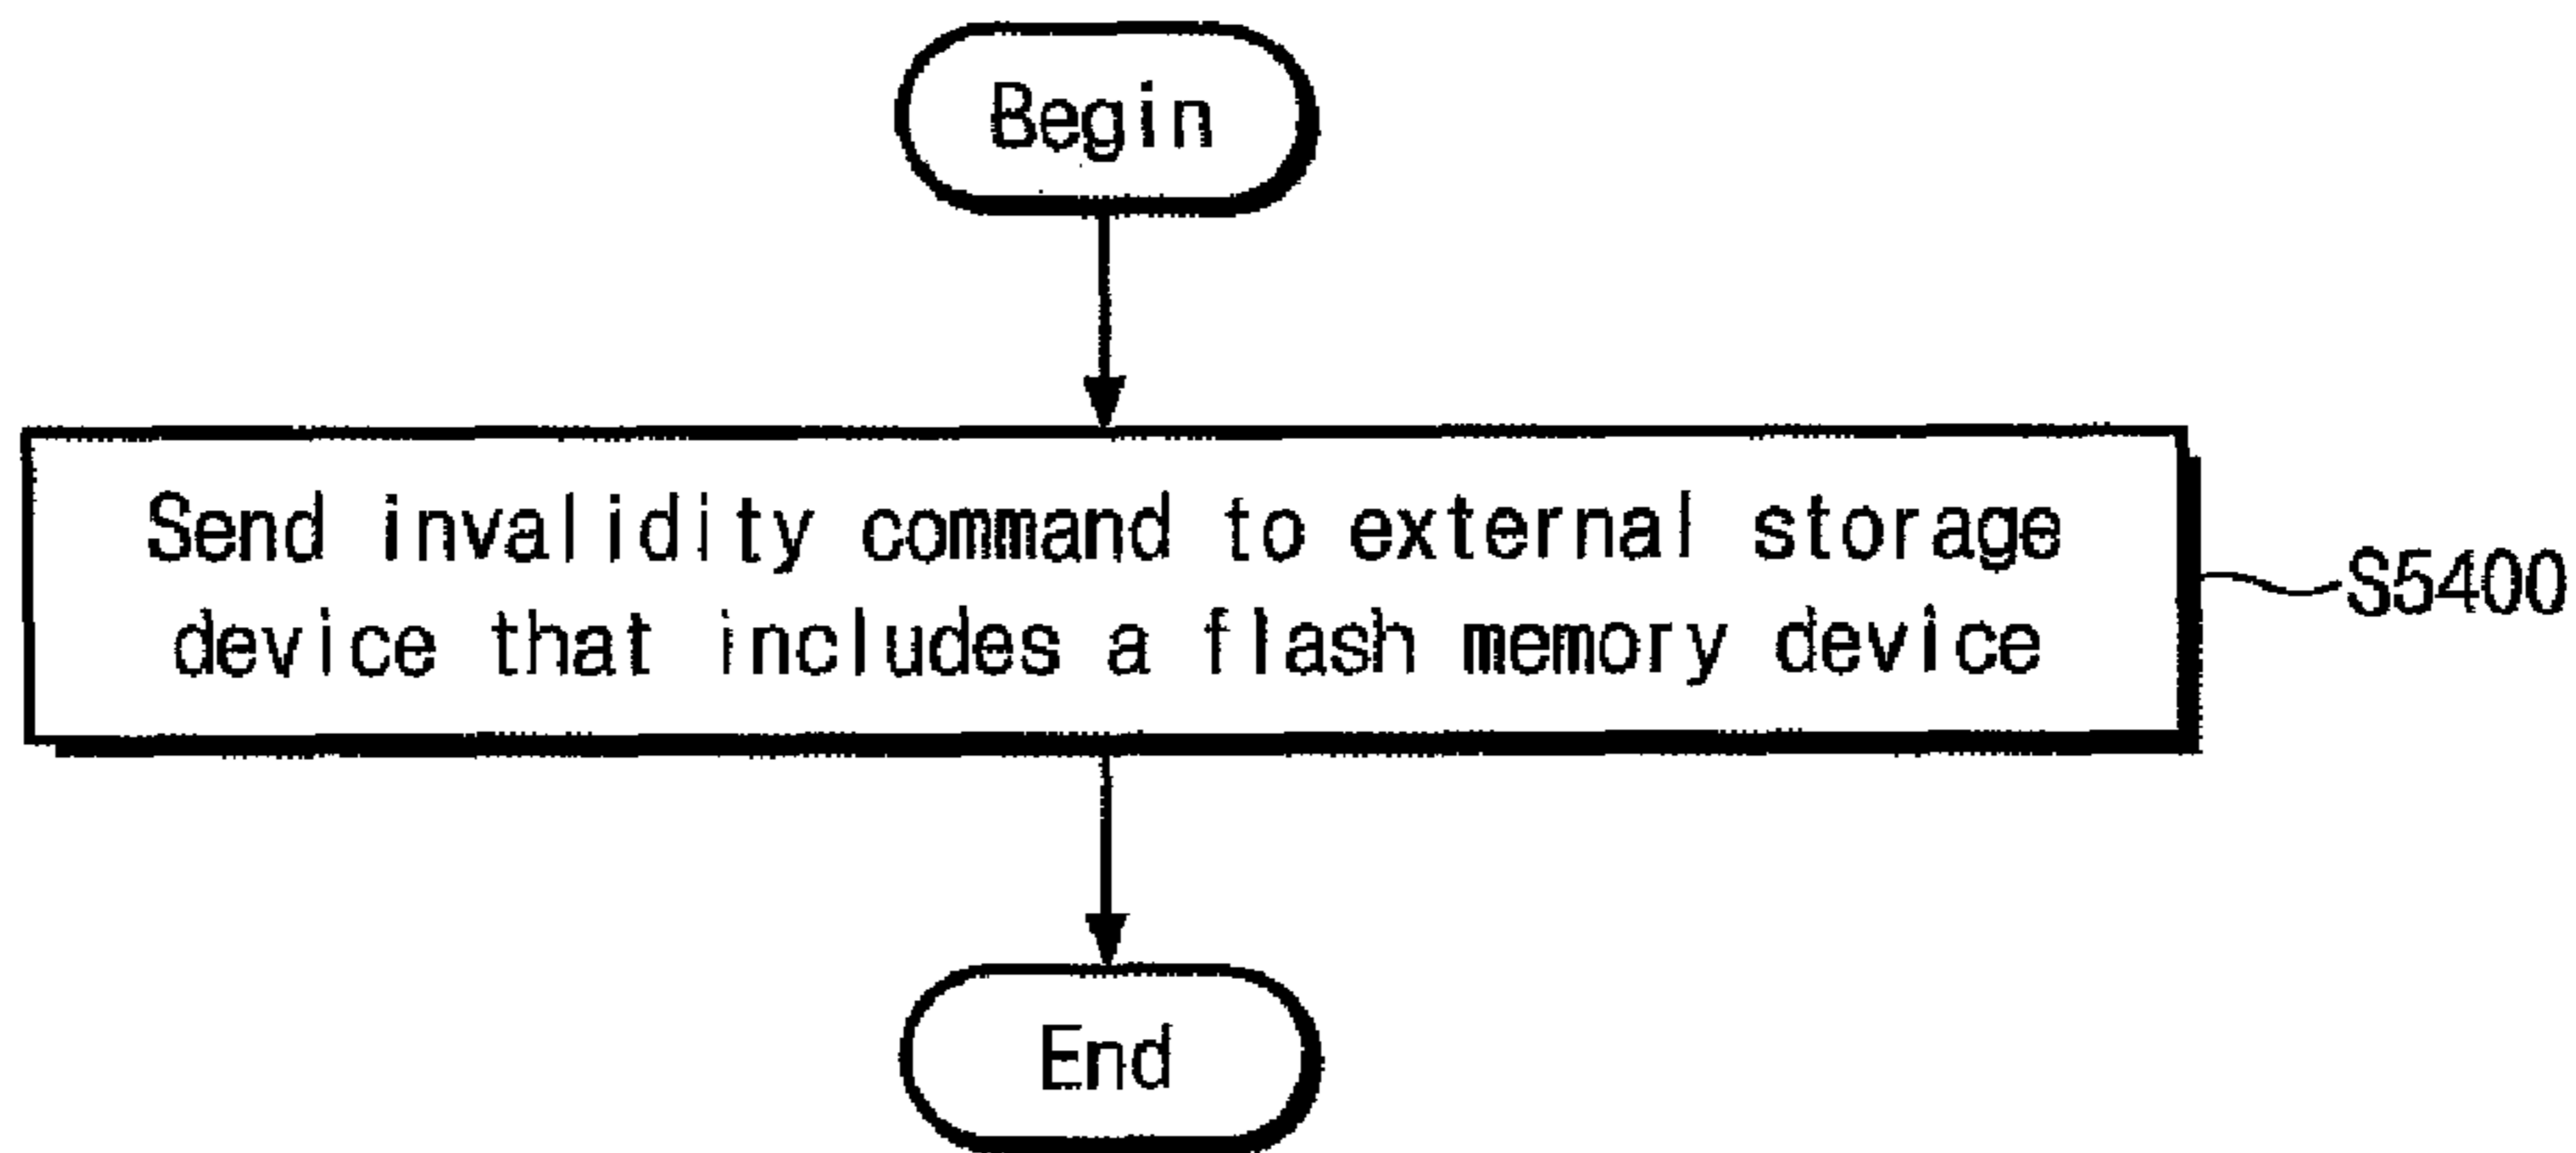 Begin
Send invalidity command to external storage
device that includes a flash memory device
S5400
End